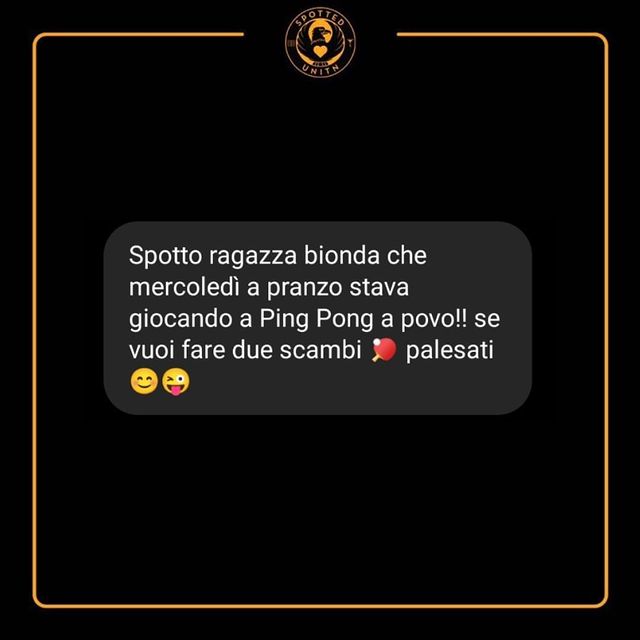 SPOTTED
UNITN
Spotto ragazza bionda che
mercoledì a pranzo stava
giocando a Ping Pong a povo!! se
vuoi fare due scambi 🏓 palesati
😊😜